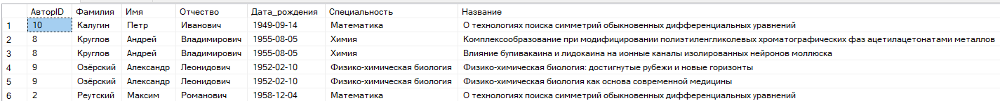 АвторID Фамилия Имя Отчество Дата_рождения Специальность Название
1 10 Калугин Петр Иванович 1949-09-14 Математика О технологиях поиска симметрий обыкновенных дифференциальных уравнений
2 8 Круглов Андрей Владимирович 1955-08-05 Химия Комплексообразование при модифицировании полиэтиленгликолевых хроматографических фаз ацетилацетонатами металлов
3 8 Круглов Андрей Владимирович 1955-08-05 Химия Влияние бупивакаина и лидокаина на ионные каналы изолированных нейронов моллюска
4 9 Озёрский Александр Леонидович 1952-02-10 Физико-химическая биология Физико-химическая биология: достигнутые рубежи и новые горизонты
5 9 Озёрский Александр Леонидович 1952-02-10 Физико-химическая биология Физико-химическая биология как основа современной медицины
6 2 Реутский Максим Романович 1958-12-04 Математика О технологиях поиска симметрий обыкновенных дифференциальных уравнений